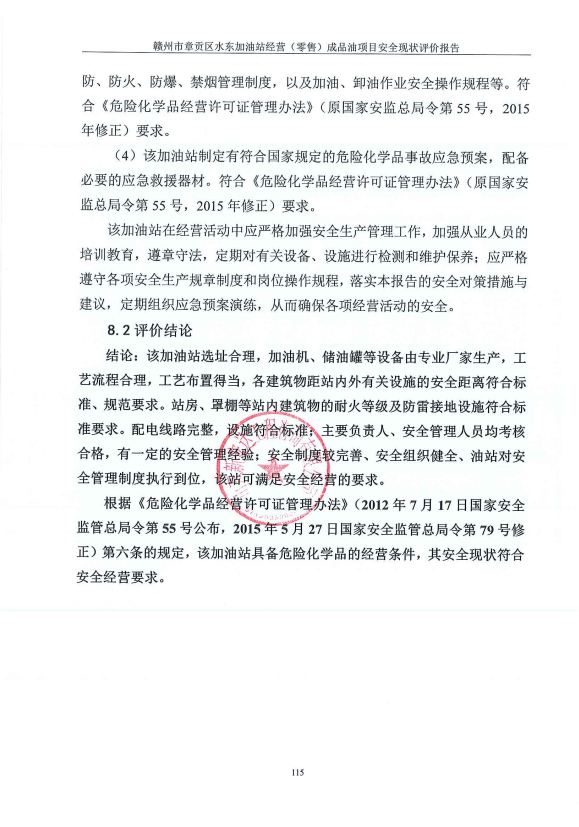 赣州市章贡区水东加油站经营（零售）成品油项目安全现状评价报告
防、防火、防爆、禁烟管理制度，以及加油、卸油作业安全操作规程等。符
合《危险化学品经营许可证管理办法》（原国家安监总局令第 55 号，2015
年修正）要求。
（4）该加油站制定有符合国家规定的危险化学品事故应急预案，配备
必要的应急救援器材。符合《危险化学品经营许可证管理办法》（原国家安
监总局令第 55 号，2015 年修正）要求。
该加油站在经营活动中应严格加强安全生产管理工作，加强从业人员的
培训教育，遵章守法，定期对有关设备、设施进行检测和维护保养；应严格
遵守各项安全生产规章制度和岗位操作规程，落实本报告的安全对策措施与
建议，定期组织应急预案演练，从而确保各项经营活动的安全。
8. 2 评价结论
结论：该加油站选址合理，加油机、储油罐等设备由专业厂家生产，工
艺流程合理，工艺布置得当，各建筑物距站内外有关设施的安全距离符合标
准、规范要求。站房、罩棚等站内建筑物的耐火等级及防雷接地设施符合标
准要求。配电线路完整，设施符合标准；主要负责人、安全管理人员均考核
合格，有一定的安全管理经验；安全制度较完善、安全组织健全、油站对安
全管理制度执行到位，该站可满足安全经营的要求。
根据《危险化学品经营许可证管理办法》（2012 年 7 月 17 日国家安全
监管总局令第 55 号公布，2015 年 5 月 27 日国家安全监管总局令第 79 号修
正）第六条的规定，该加油站具备危险化学品的经营条件，其安全现状符合
安全经营要求。
115